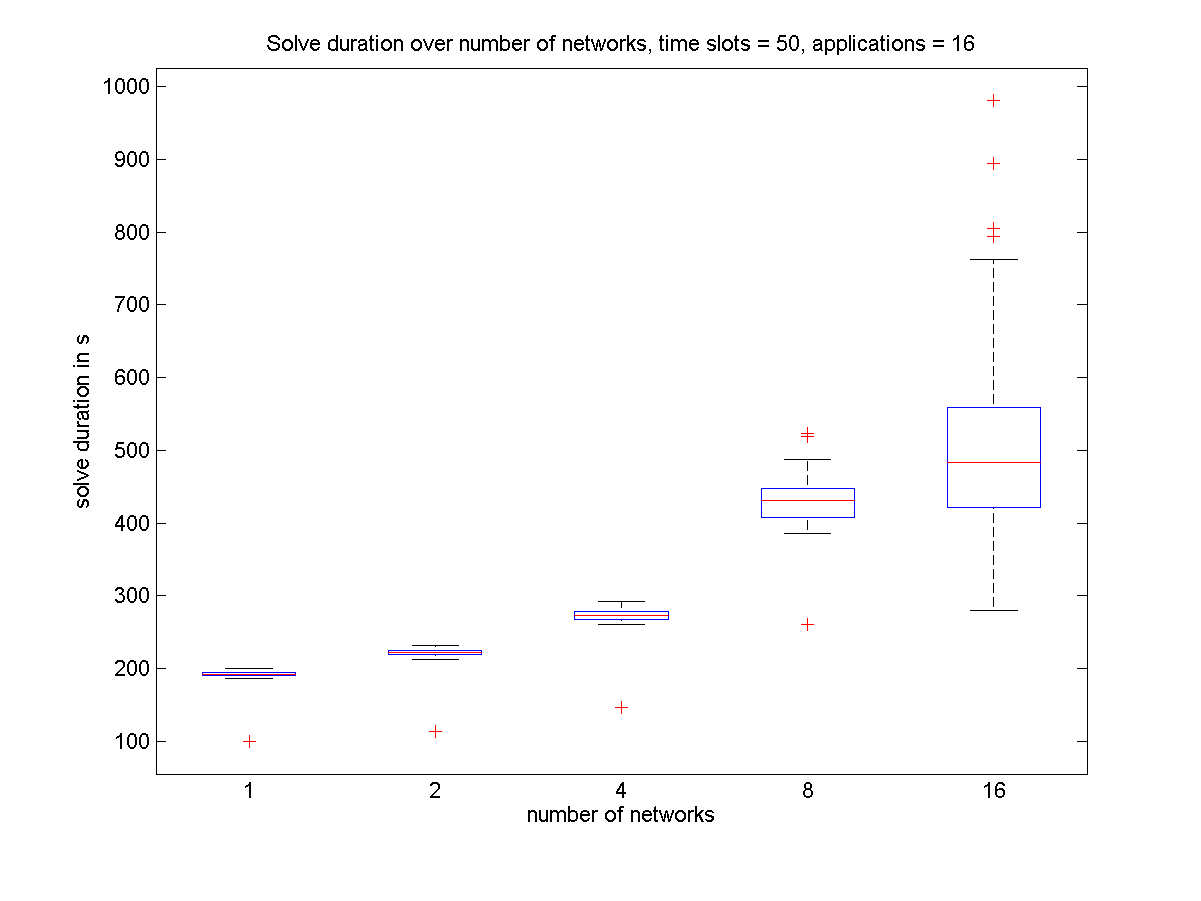 Solve duration over number of networks, time slots = 50, applications = 16
1000
900
800
700
600
500
400
300
200
100
solve duration in s
1 2 4 8 16
number of networks